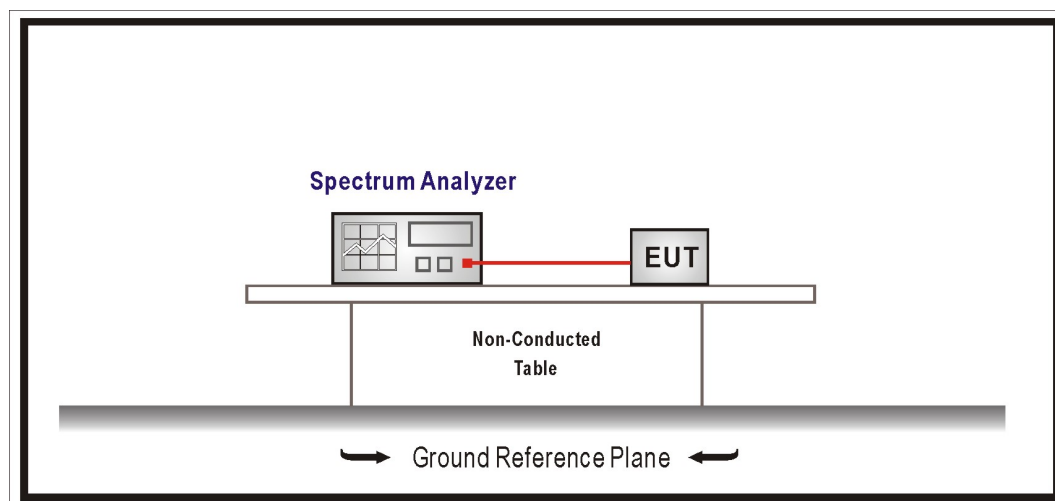 Spectrum Analyzer
EUT
Non-Conducted
Table
Ground Reference Plane